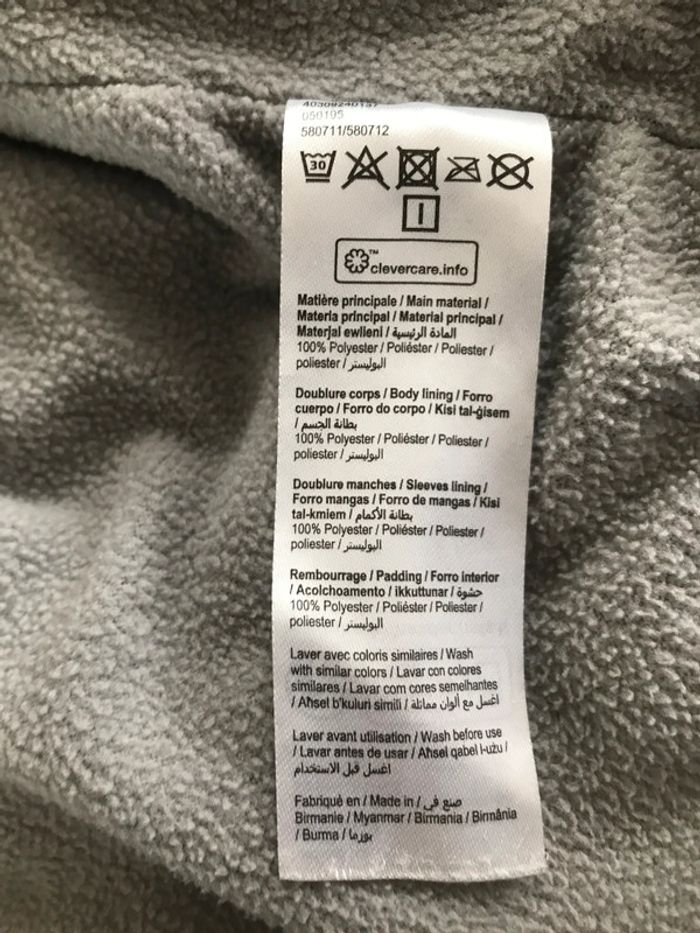 050105
580711/580712
30
clevercare.info
Matière principale / Main material /
Materia principal / Material principal /
Materjal ewlieni / المادة الرئيسية
100% Polyester / Poliéster / Poliester /
poliester / البوليستر
Doublure corps / Body lining / Forro
cuerpo / Forro do corpo / Kisi tal-ġisem
/ بطانة الجسم
100% Polyester / Poliéster / Poliester /
poliester / البوليستر
Doublure manches / Sleeves lining /
Forro mangas / Forro de mangas / Kisi
tal-kmiem / بطانة الأكمام
100% Polyester / Poliéster / Poliester /
poliester / البوليستر
Rembourrage / Padding / Forro interior
/ Acolchoamento / ikkuttunar / حشوة
100% Polyester / Poliéster / Poliester /
poliester / البوليستر
Laver avec coloris similaires / Wash
with similar colors / Lavar con colores
similares / Lavar com cores semelhantes
/ Aħsel b'kuluri simili / اغسل مع ألوان مماثلة
Laver avant utilisation / Wash before use
/ Lavar antes de usar / Aħsel qabel l-użu /
اغسل قبل الاستخدام
Fabriqué en / Made in / صنع في
Birmanie / Myanmar / Birmania / Birmânia
/ Burma / بورما